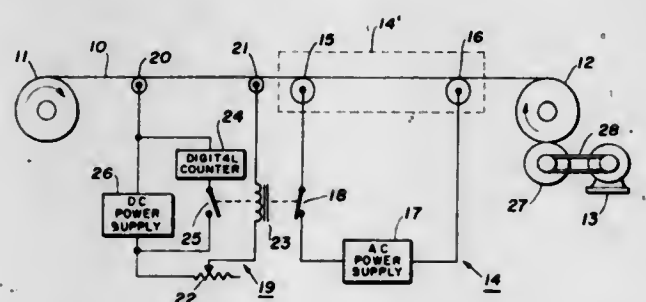 14'
11
10
20
21
15
16
12
24
DIGITAL
COUNTER
28
26
DC
POWER
SUPPLY
25
18
17
27
23
AC
POWER
SUPPLY
13
22
19
14